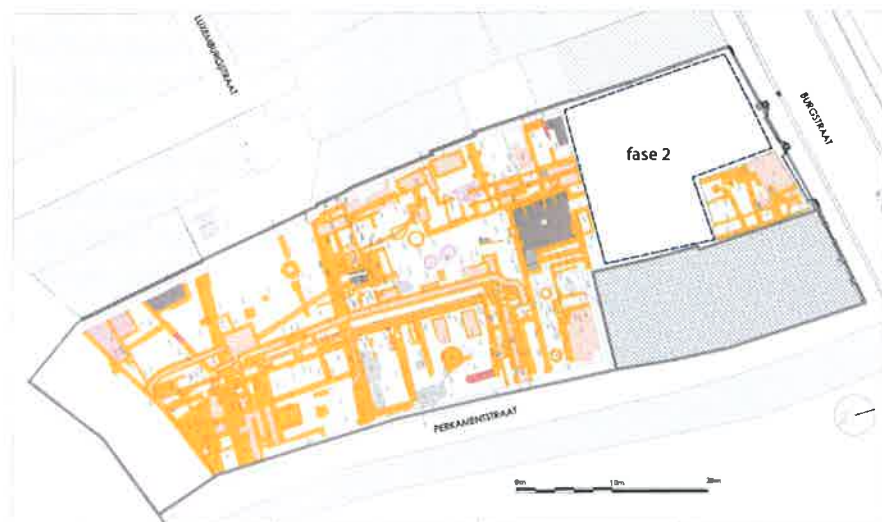 LUXEMBURGSTRAAT
BURGSTRAAT
fase 2
PERKAMENTSTRAAT
0m 10m 20m